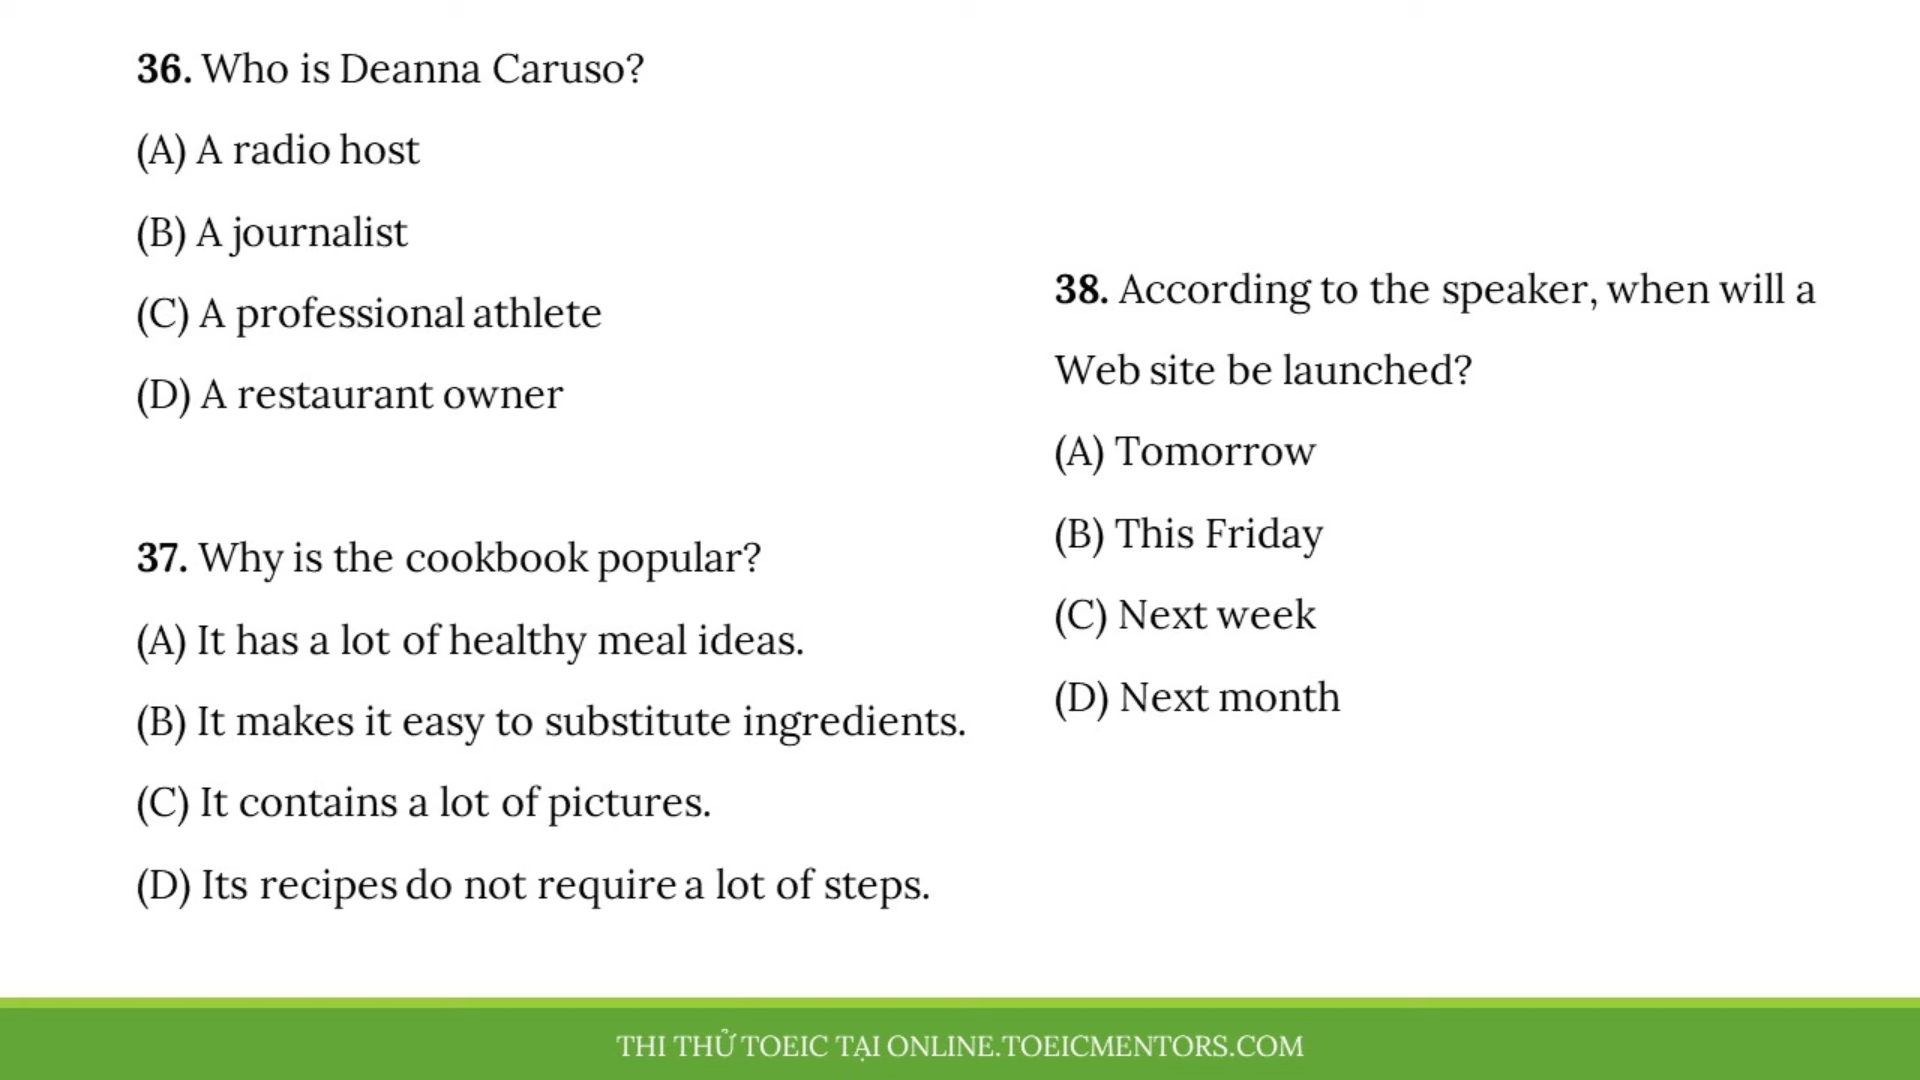 36. Who is Deanna Caruso?
(A) A radio host
(B) A journalist
(C) A professional athlete
(D) A restaurant owner
37. Why is the cookbook popular?
(A) It has a lot of healthy meal ideas.
(B) It makes it easy to substitute ingredients.
(C) It contains a lot of pictures.
(D) Its recipes do not require a lot of steps.
38. According to the speaker, when will a
Web site be launched?
(A) Tomorrow
(B) This Friday
(C) Next week
(D) Next month
THI THỬ TOEIC TẠI ONLINE.TOEICMENTORS.COM